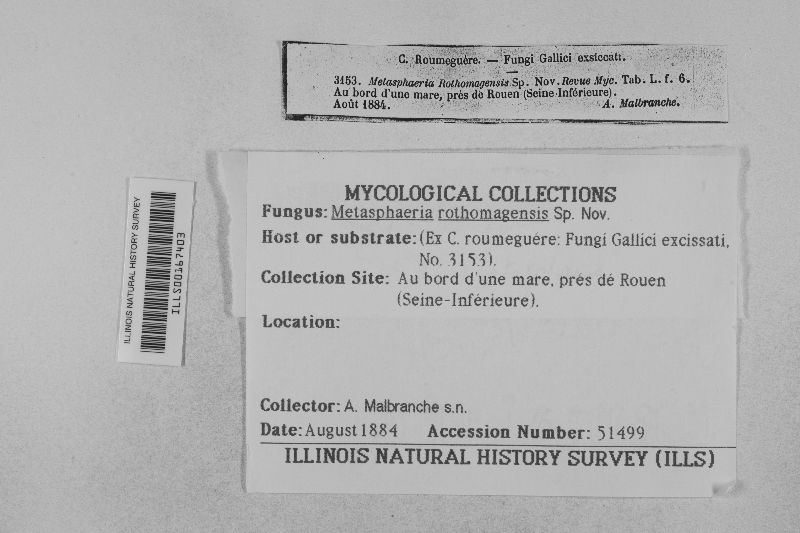 C. Roumeguère. — Fungi Gallici exsiccati.
3153. Metasphaeria Rothomagensis Sp. Nov. Revue Myc. Tab. L. f. 6.
Au bord d'une mare, près de Rouen (Seine-Inférieure).
Août 1884. A. Malbranche.
MYCOLOGICAL COLLECTIONS
Fungus: Metasphaeria rothomagensis Sp. Nov.
Host or substrate: (Ex C. roumeguére: Fungi Gallici excissati,
No. 3153).
Collection Site: Au bord d'une mare, prés dé Rouen
(Seine-Inférieure).
Location:
Collector: A. Malbranche s.n.
Date: August 1884 Accession Number: 51499
ILLINOIS NATURAL HISTORY SURVEY (ILLS)
ILLINOIS NATURAL HISTORY SURVEY
ILLS00167403